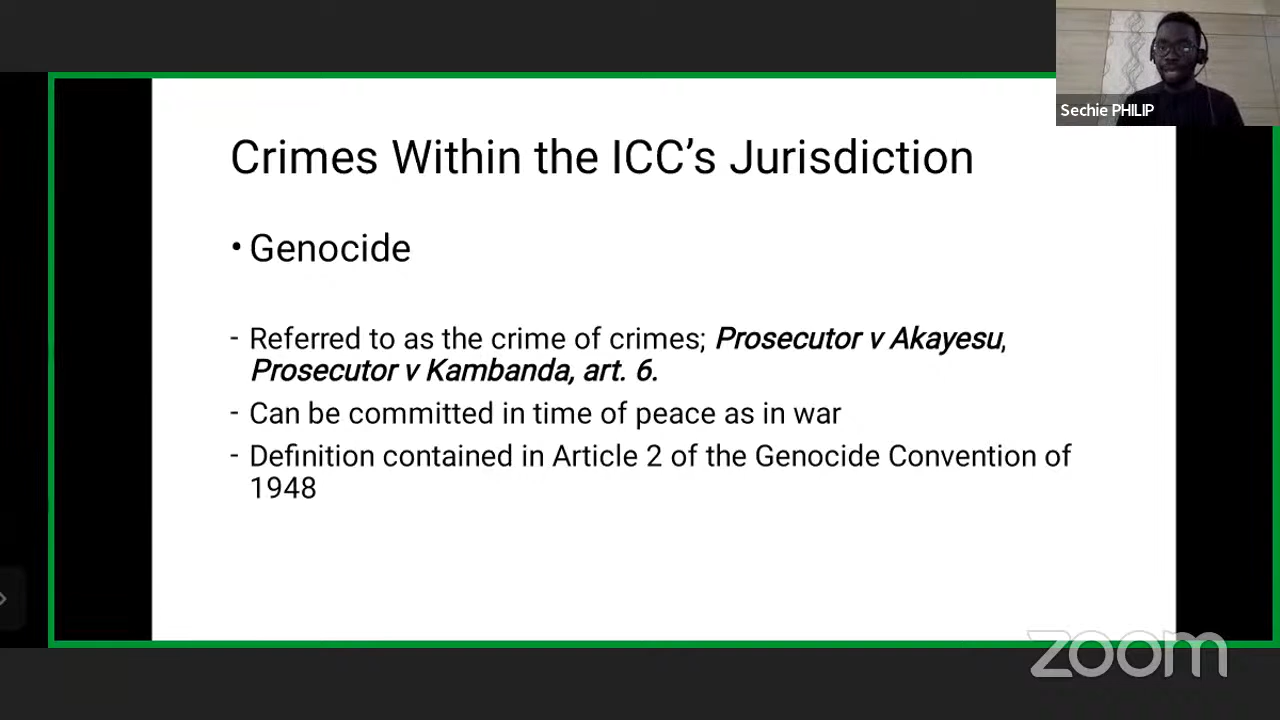 Sechie PHILIP
Crimes Within the ICC’s Jurisdiction
• Genocide
- Referred to as the crime of crimes; Prosecutor v Akayesu,
Prosecutor v Kambanda, art. 6.
- Can be committed in time of peace as in war
- Definition contained in Article 2 of the Genocide Convention of
1948
zoom